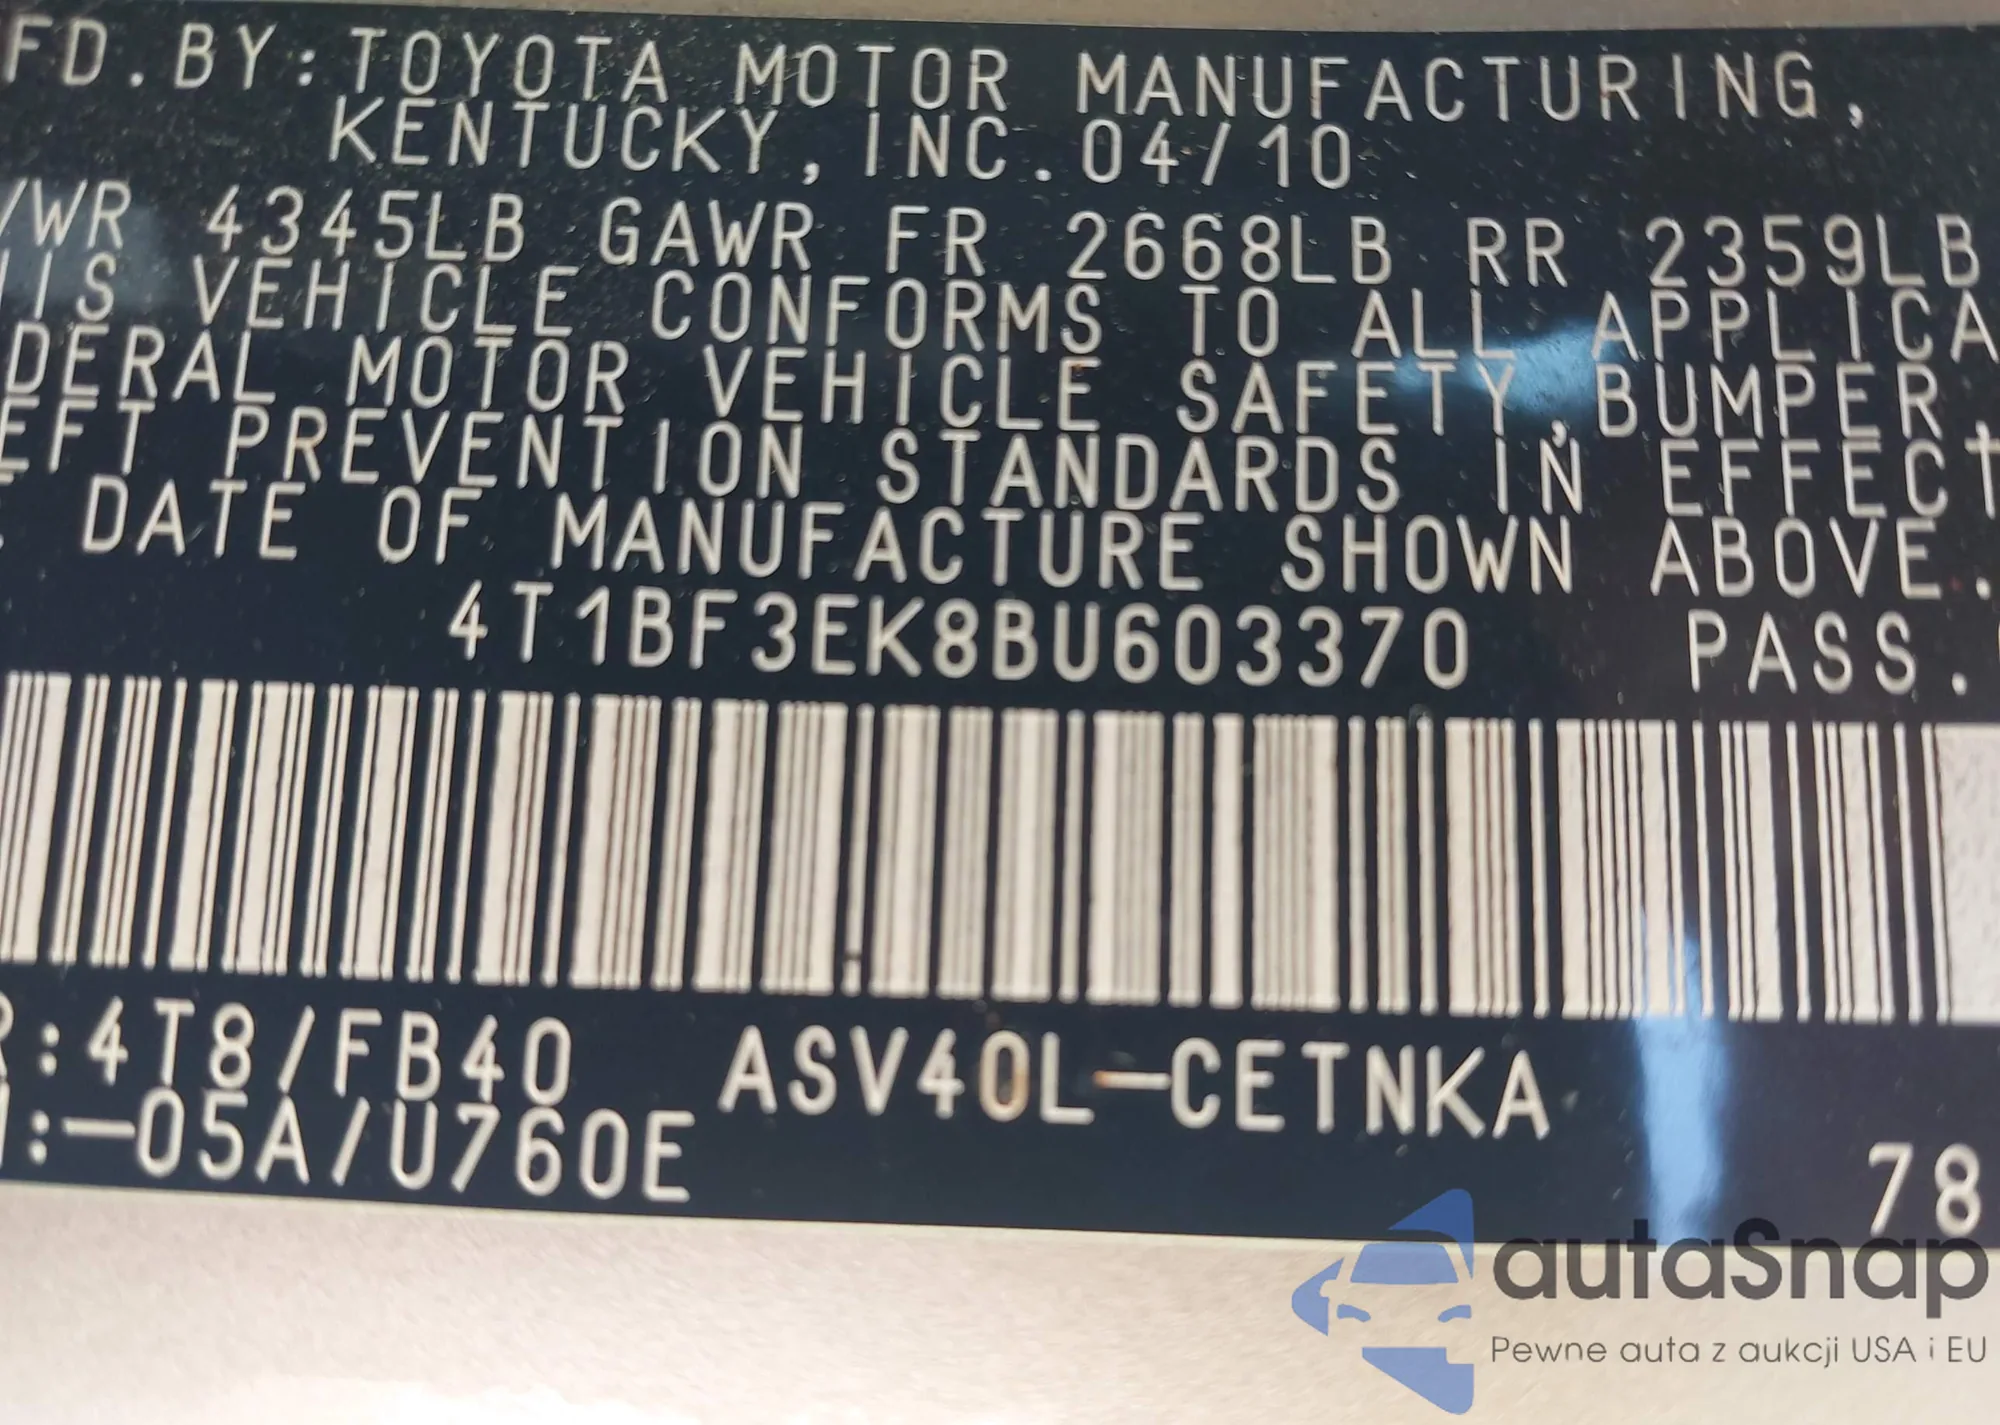 FD.BY:TOYOTA MOTOR MANUFACTURING,
KENTUCKY, INC. 04/10
VWR 4345LB GAWR FR 2668LB RR 2359LB
HIS VEHICLE CONFORMS TO ALL APPLICA
DERAL MOTOR VEHICLE SAFETY, BUMPER,
EFT PREVENTION STANDARDS IN EFFECT
DATE OF MANUFACTURE SHOWN ABOVE.
4T1BF3EK8BU603370 PASS.
R:4T8/FB40 ASV40L-CETNKA
:-05A/U760E
78
autaSnap
Pewne auta z aukcji USA i EU